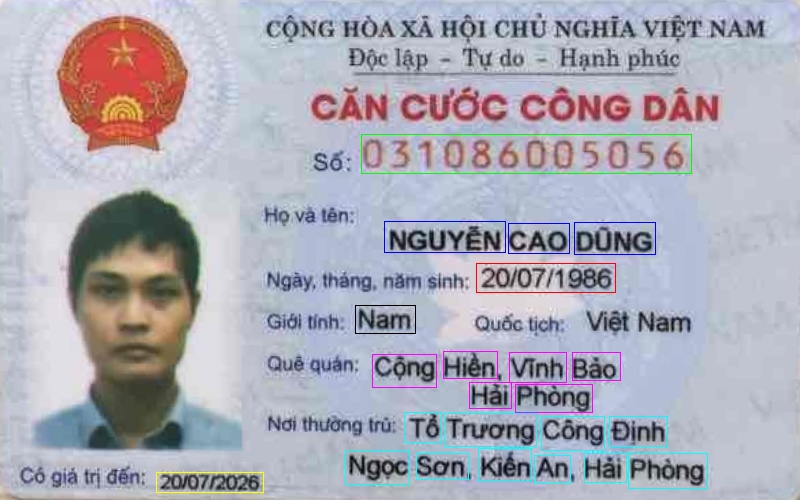 CỘNG HÒA XÃ HỘI CHỦ NGHĨA VIỆT NAM
Độc lập - Tự do - Hạnh phúc
CĂN CƯỚC CÔNG DÂN
Số: 031086005056
Họ và tên:
NGUYỄN CAO DŨNG
Ngày, tháng, năm sinh: 20/07/1986
Giới tính: Nam Quốc tịch: Việt Nam
Quê quán: Cộng Hiền, Vĩnh Bảo
Hải Phòng
Nơi thường trú: Tổ Trương Công Định
Ngọc Sơn, Kiến An, Hải Phòng
Có giá trị đến: 20/07/2026